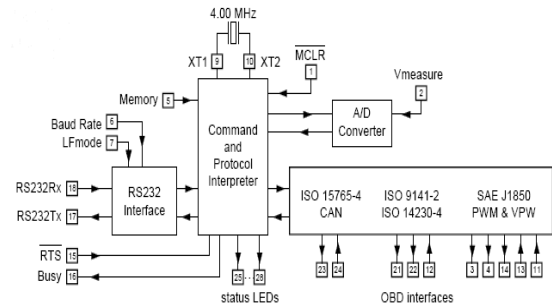 4.00 MHz
XT1 9 10 XT2
MCLR
1
Vmeasure
2
Memory 5
Baud Rate 6
LFmode 7
Command
and
Protocol
Interpreter
A/D
Converter
RS232Rx 18
RS232Tx 17
RS232
Interface
ISO 15765-4
CAN
ISO 9141-2
ISO 14230-4
SAE J1850
PWM & VPW
RTS 15
Busy 16
25 ... 28
status LEDs
23 24 21 22 12 3 4 14 13 11
OBD interfaces